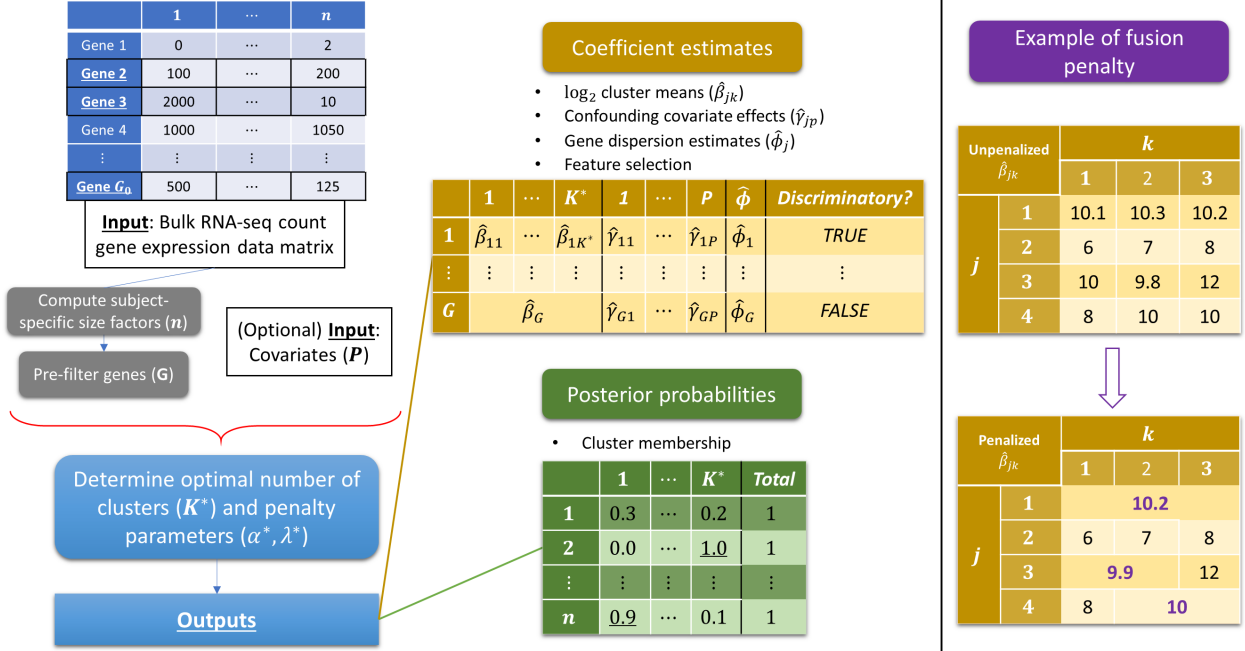 1 ⋯ n
Gene 1 0 ⋯ 2
Gene 2 100 ⋯ 200
Gene 3 2000 ⋯ 10
Gene 4 1000 ⋯ 1050
⋮ ⋮ ⋮ ⋮
Gene G₀ 500 ⋯ 125
Input: Bulk RNA-seq count
gene expression data matrix
Compute subject-
specific size factors (n)
Pre-filter genes (G)
(Optional) Input:
Covariates (P)
Determine optimal number of
clusters (K*) and penalty
parameters (α*, λ*)
Outputs
Coefficient estimates
• log₂ cluster means (β̂ⱼₖ)
• Confounding covariate effects (γ̂ⱼₚ)
• Gene dispersion estimates (ϕ̂ⱼ)
• Feature selection
1 ⋯ K* 1 ⋯ P ϕ̂ Discriminatory?
1 β̂₁₁ ⋯ β̂₁K* γ̂₁₁ ⋯ γ̂₁P ϕ̂₁ TRUE
⋮ ⋮ ⋮ ⋮ ⋮ ⋮ ⋮ ⋮ ⋮
G β̂G γ̂G1 ⋯ γ̂GP ϕ̂G FALSE
Posterior probabilities
• Cluster membership
1 ⋯ K* Total
1 0.3 ⋯ 0.2 1
2 0.0 ⋯ 1.0 1
⋮ ⋮ ⋮ ⋮ ⋮
n 0.9 ⋯ 0.1 1
Example of fusion
penalty
Unpenalized
β̂ⱼₖ
k
1 2 3
j
1 10.1 10.3 10.2
2 6 7 8
3 10 9.8 12
4 8 10 10
Penalized
β̂ⱼₖ
k
1 2 3
j
1 10.2
2 6 7 8
3 9.9 12
4 8 10